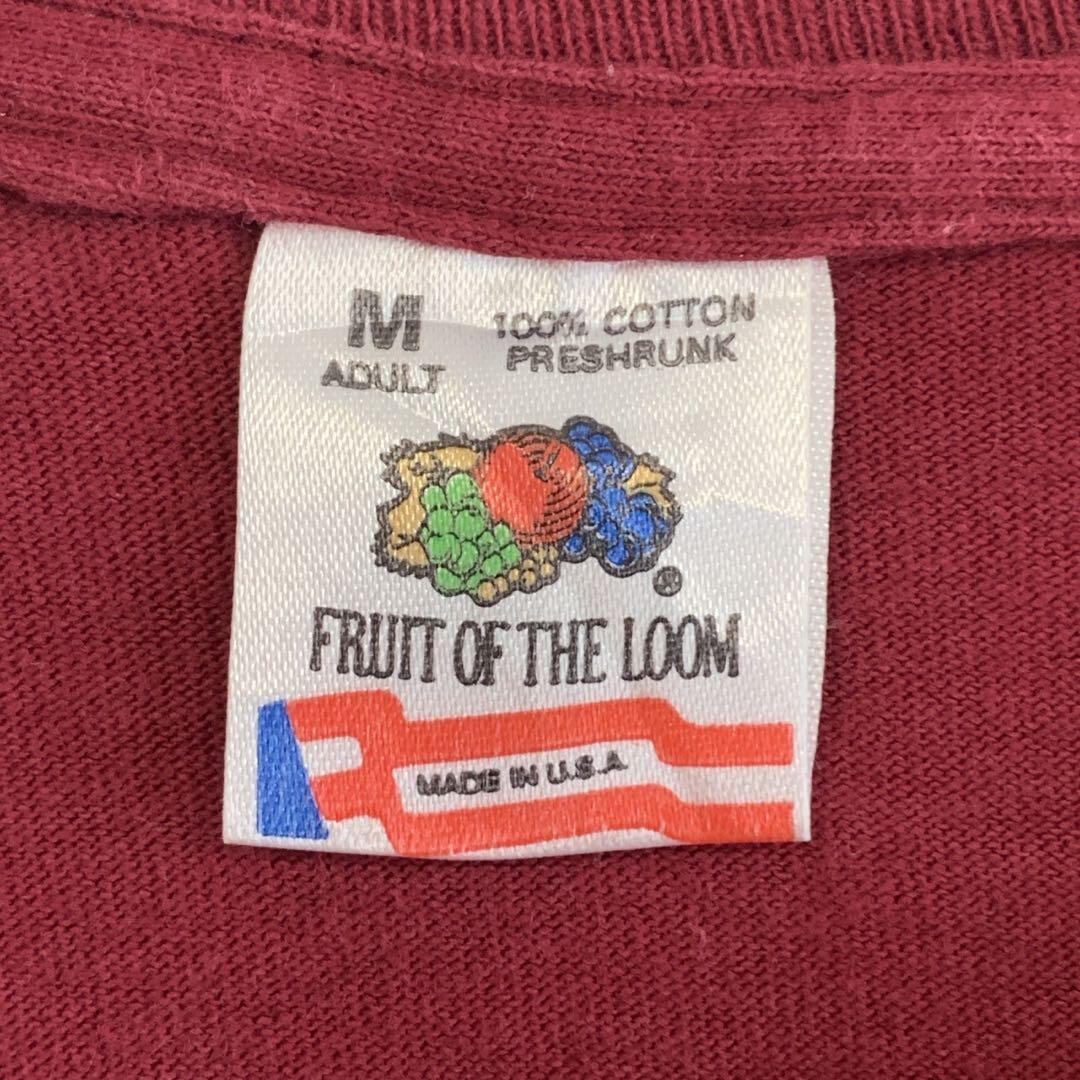 M
ADULT
100% COTTON
PRESHRUNK
®
FRUIT OF THE LOOM
MADE IN U.S.A.